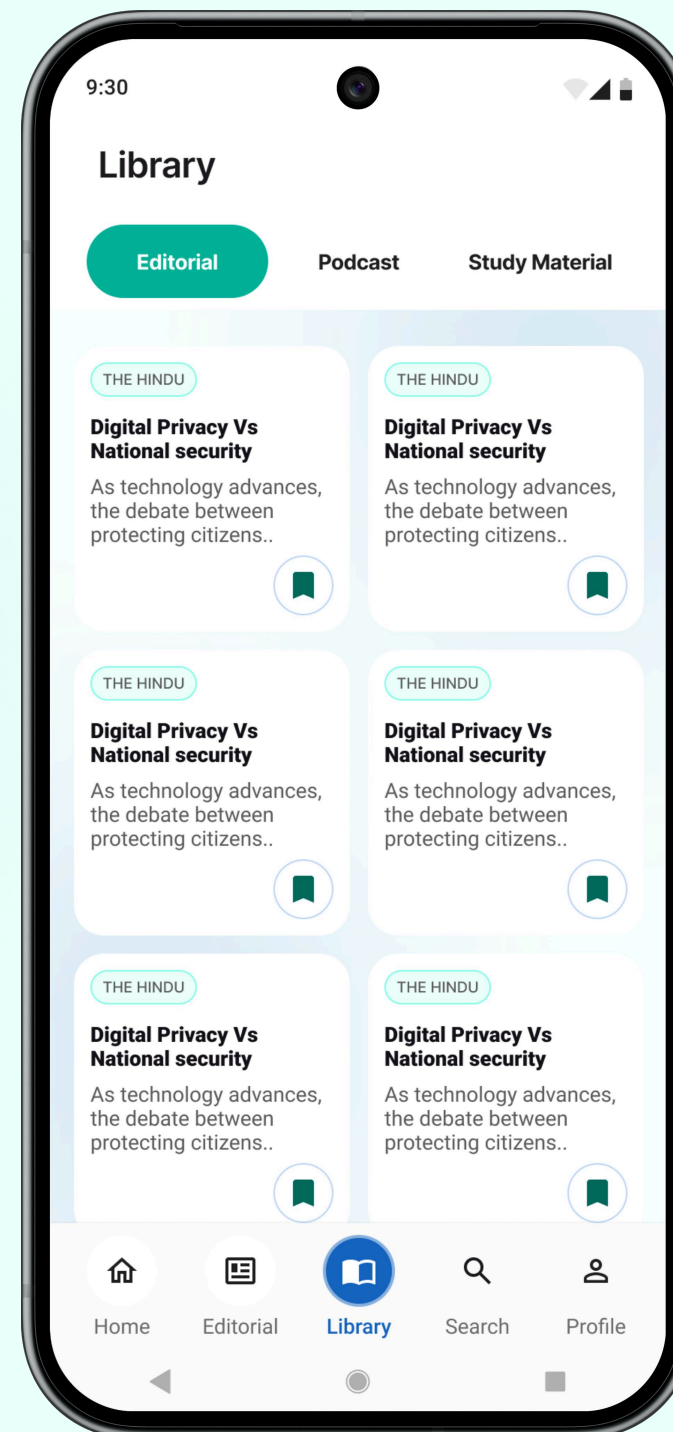 9:30
Library
Editorial
Podcast
Study Material
THE HINDU
Digital Privacy Vs
National security
As technology advances,
the debate between
protecting citizens..
THE HINDU
Digital Privacy Vs
National security
As technology advances,
the debate between
protecting citizens..
THE HINDU
Digital Privacy Vs
National security
As technology advances,
the debate between
protecting citizens..
THE HINDU
Digital Privacy Vs
National security
As technology advances,
the debate between
protecting citizens..
THE HINDU
Digital Privacy Vs
National security
As technology advances,
the debate between
protecting citizens..
THE HINDU
Digital Privacy Vs
National security
As technology advances,
the debate between
protecting citizens..
Home
Editorial
Library
Search
Profile